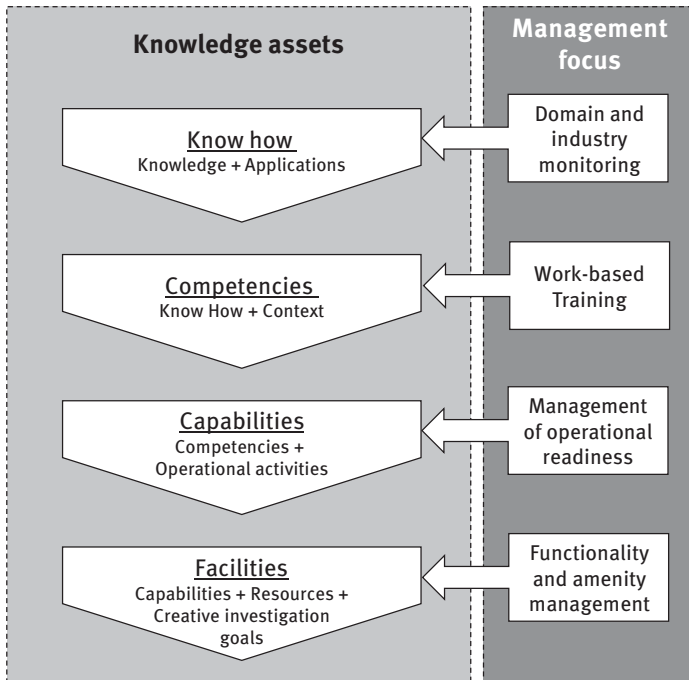 Knowledge assets
Management
focus
Know how
Knowledge + Applications
Domain and
industry
monitoring
Competencies
Know How + Context
Work-based
Training
Capabilities
Competencies +
Operational activities
Management
of operational
readiness
Facilities
Capabilities + Resources +
Creative investigation
goals
Functionality
and amenity
management